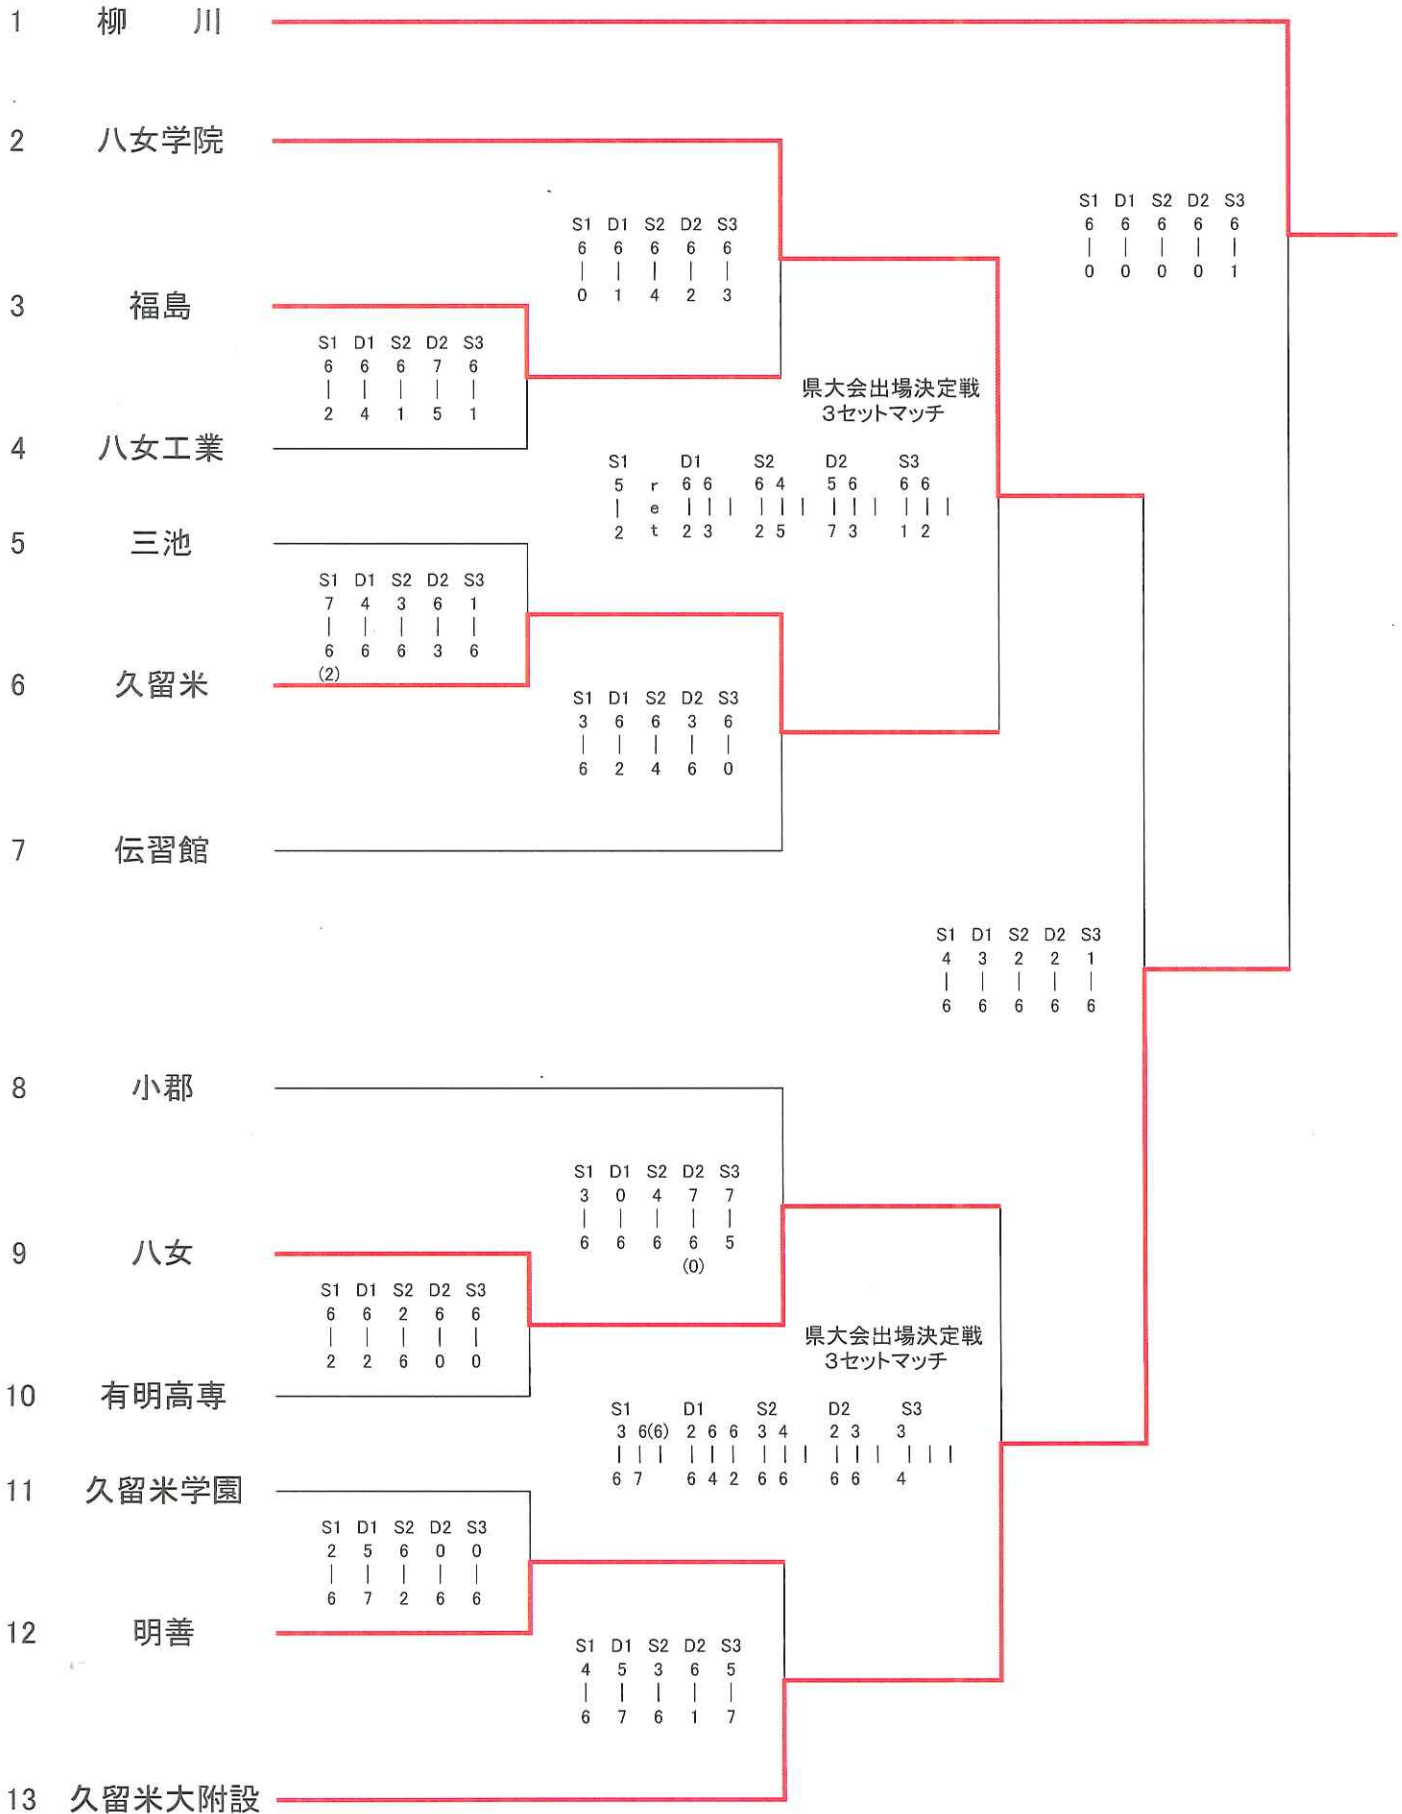 1 柳 川
2 八女学院
S1 D1 S2 D2 S3
6 6 6 6 6
| | | | |
0 0 0 0 1
S1 D1 S2 D2 S3
6 6 6 6 6
| | | | |
0 1 4 2 3
3 福島
S1 D1 S2 D2 S3
6 6 6 7 6
| | | | |
2 4 1 5 1
4 八女工業
県大会出場決定戦
3セットマッチ
S1 D1 S2 D2 S3
5 r 6 6 6 4 5 6 6 6
| e | | | | | | | | | | | |
2 t 2 3 2 5 7 3 1 2
5 三池
S1 D1 S2 D2 S3
7 4 3 6 1
| | | | |
6 6 6 3 6
(2)
6 久留米
S1 D1 S2 D2 S3
3 6 6 3 6
| | | | |
6 2 4 6 0
7 伝習館
S1 D1 S2 D2 S3
4 3 2 2 1
| | | | |
6 6 6 6 6
8 小郡
S1 D1 S2 D2 S3
3 0 4 7 7
| | | | |
6 6 6 6 5
(0)
9 八女
S1 D1 S2 D2 S3
6 6 2 6 6
| | | | |
2 2 6 0 0
10 有明高専
県大会出場決定戦
3セットマッチ
S1 D1 S2 D2 S3
3 6(6) 2 6 6 3 4 2 3 3
| | | | | | | | | | | | | | |
6 7 6 4 2 6 6 6 6 4
11 久留米学園
S1 D1 S2 D2 S3
2 5 6 0 0
| | | | |
6 7 2 6 6
12 明善
S1 D1 S2 D2 S3
4 5 3 6 5
| | | | |
6 7 6 1 7
13 久留米大附設